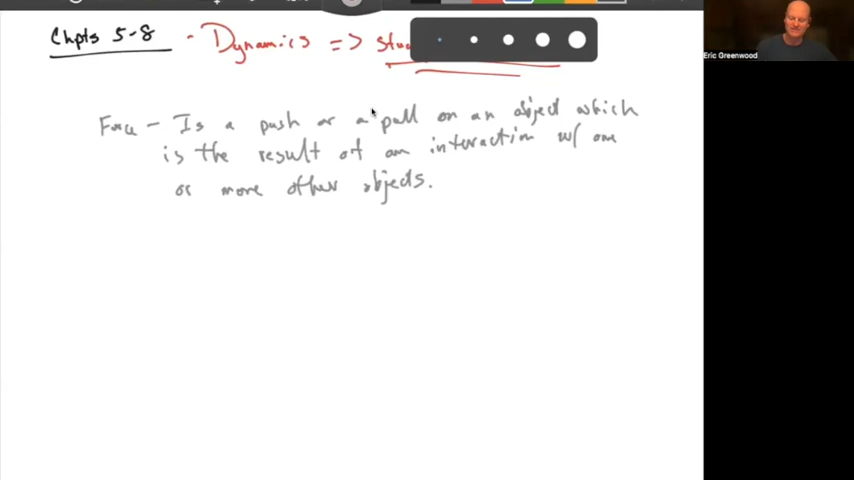 Chpts 5-8 - Dynamics =>
Eric Greenwood
Force - Is a push or a pull on an object which
is the result of an interaction w/ one
or more other objects.